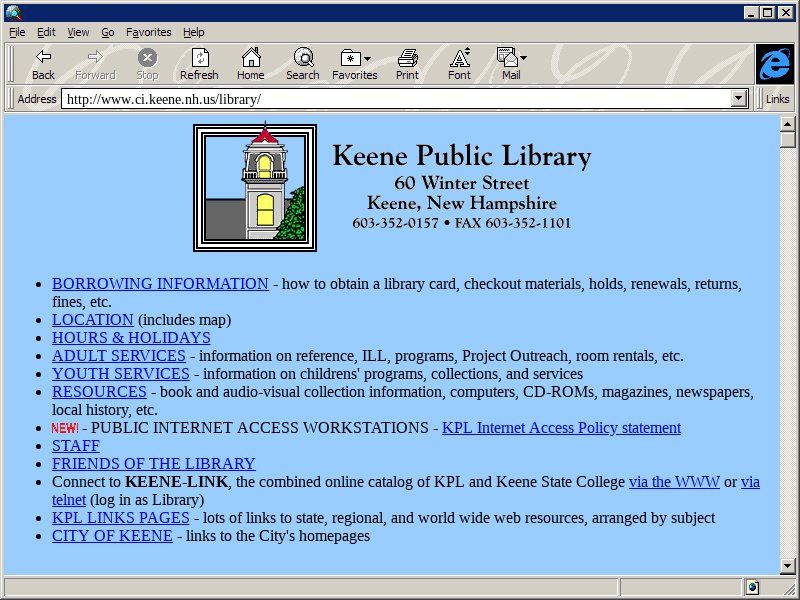 File Edit View Go Favorites Help
Back Forward Stop Refresh Home Search Favorites Print Font Mail
Address http://www.ci.keene.nh.us/library/ Links
Keene Public Library
60 Winter Street
Keene, New Hampshire
603-352-0157 • FAX 603-352-1101
• BORROWING INFORMATION - how to obtain a library card, checkout materials, holds, renewals, returns,
fines, etc.
• LOCATION (includes map)
• HOURS & HOLIDAYS
• ADULT SERVICES - information on reference, ILL, programs, Project Outreach, room rentals, etc.
• YOUTH SERVICES - information on childrens' programs, collections, and services
• RESOURCES - book and audio-visual collection information, computers, CD-ROMs, magazines, newspapers,
local history, etc.
• NEW! - PUBLIC INTERNET ACCESS WORKSTATIONS - KPL Internet Access Policy statement
• STAFF
• FRIENDS OF THE LIBRARY
• Connect to KEENE-LINK, the combined online catalog of KPL and Keene State College via the WWW or via
telnet (log in as Library)
• KPL LINKS PAGES - lots of links to state, regional, and world wide web resources, arranged by subject
• CITY OF KEENE - links to the City's homepages